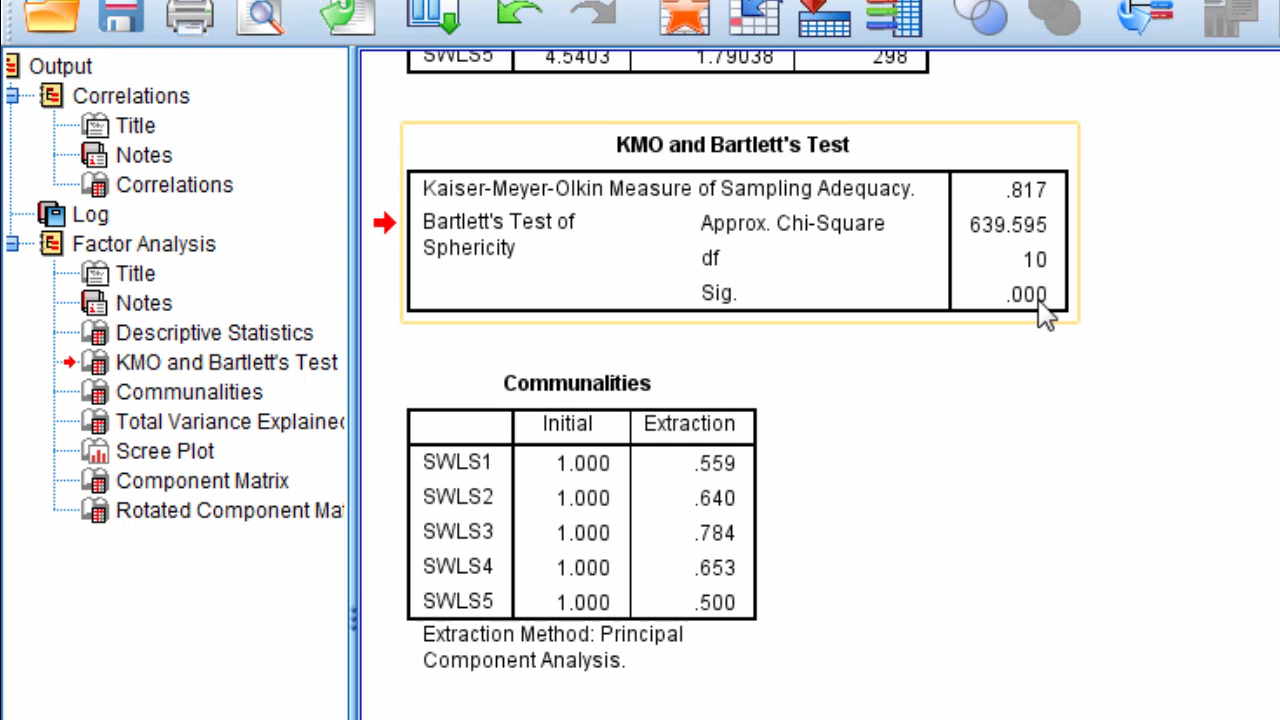 Output
Correlations
Title
Notes
Correlations
Log
Factor Analysis
Title
Notes
Descriptive Statistics
KMO and Bartlett's Test
Communalities
Total Variance Explained
Scree Plot
Component Matrix
Rotated Component Ma
SWLS5 4.5403 1.79038 298
KMO and Bartlett's Test
Kaiser-Meyer-Olkin Measure of Sampling Adequacy. .817
Bartlett's Test of Approx. Chi-Square 639.595
Sphericity
df 10
Sig. .000
Communalities
Initial Extraction
SWLS1 1.000 .559
SWLS2 1.000 .640
SWLS3 1.000 .784
SWLS4 1.000 .653
SWLS5 1.000 .500
Extraction Method: Principal
Component Analysis.